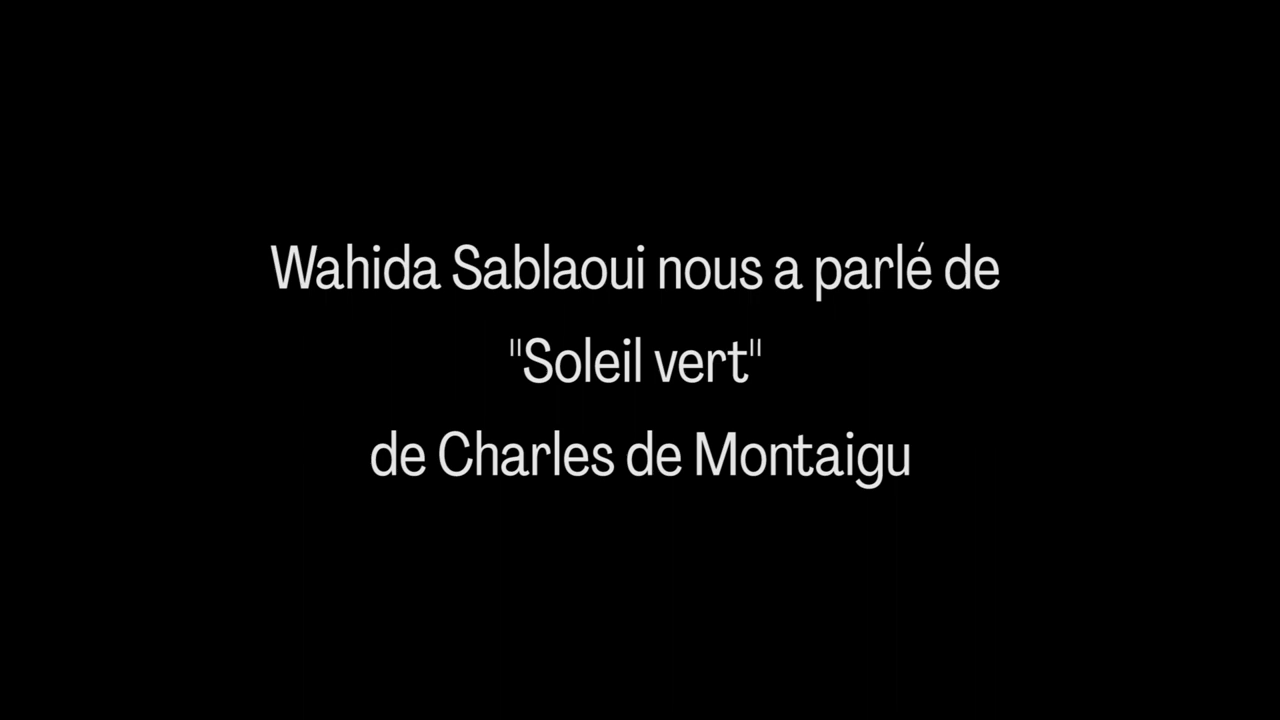 Wahida Sablaoui nous a parlé de
"Soleil vert"
de Charles de Montaigu